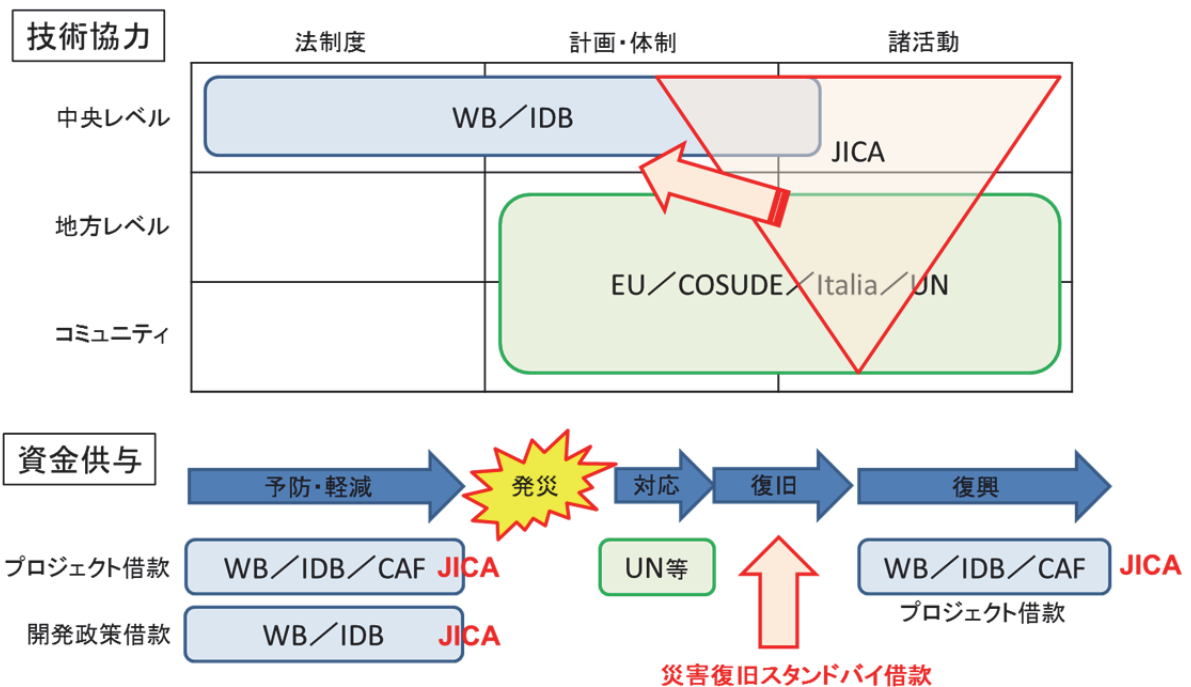 技術協力
法制度 計画・体制 諸活動
中央レベル WB／IDB
JICA
地方レベル
EU／COSUDE／Italia／UN
コミュニティ
資金供与
予防・軽減 発災 対応 復旧 復興
プロジェクト借款 WB／IDB／CAF JICA UN等 WB／IDB／CAF JICA
プロジェクト借款
開発政策借款 WB／IDB JICA
災害復旧スタンドバイ借款